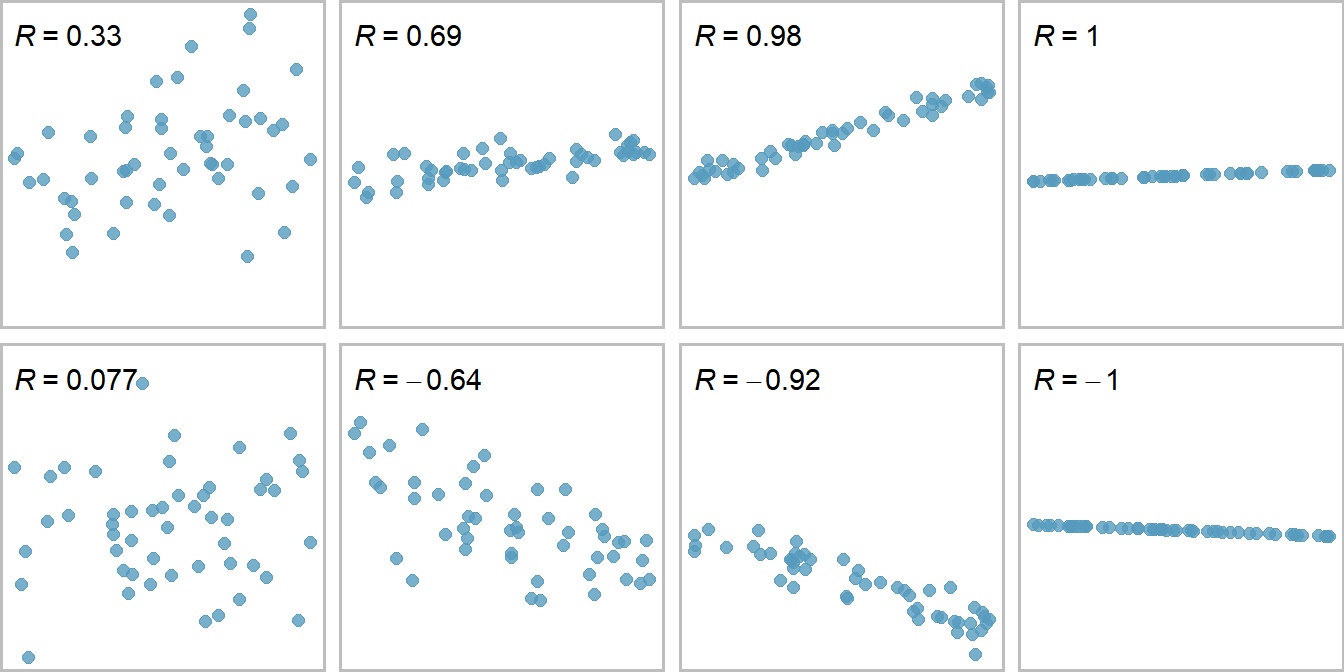 R = 0.33
R = 0.69
R = 0.98
R = 1
R = 0.077
R = −0.64
R = −0.92
R = −1